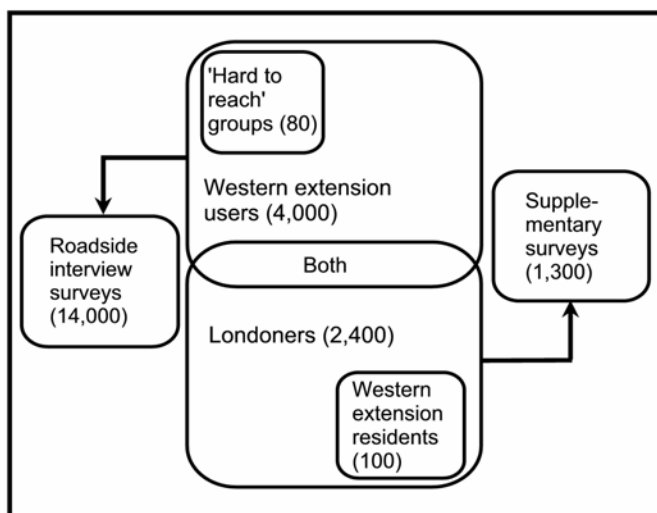 'Hard to
reach'
groups (80)
Western extension
users (4,000)
Roadside
interview
surveys
(14,000)
Supple-
mentary
surveys
(1,300)
Both
Londoners (2,400)
Western
extension
residents
(100)